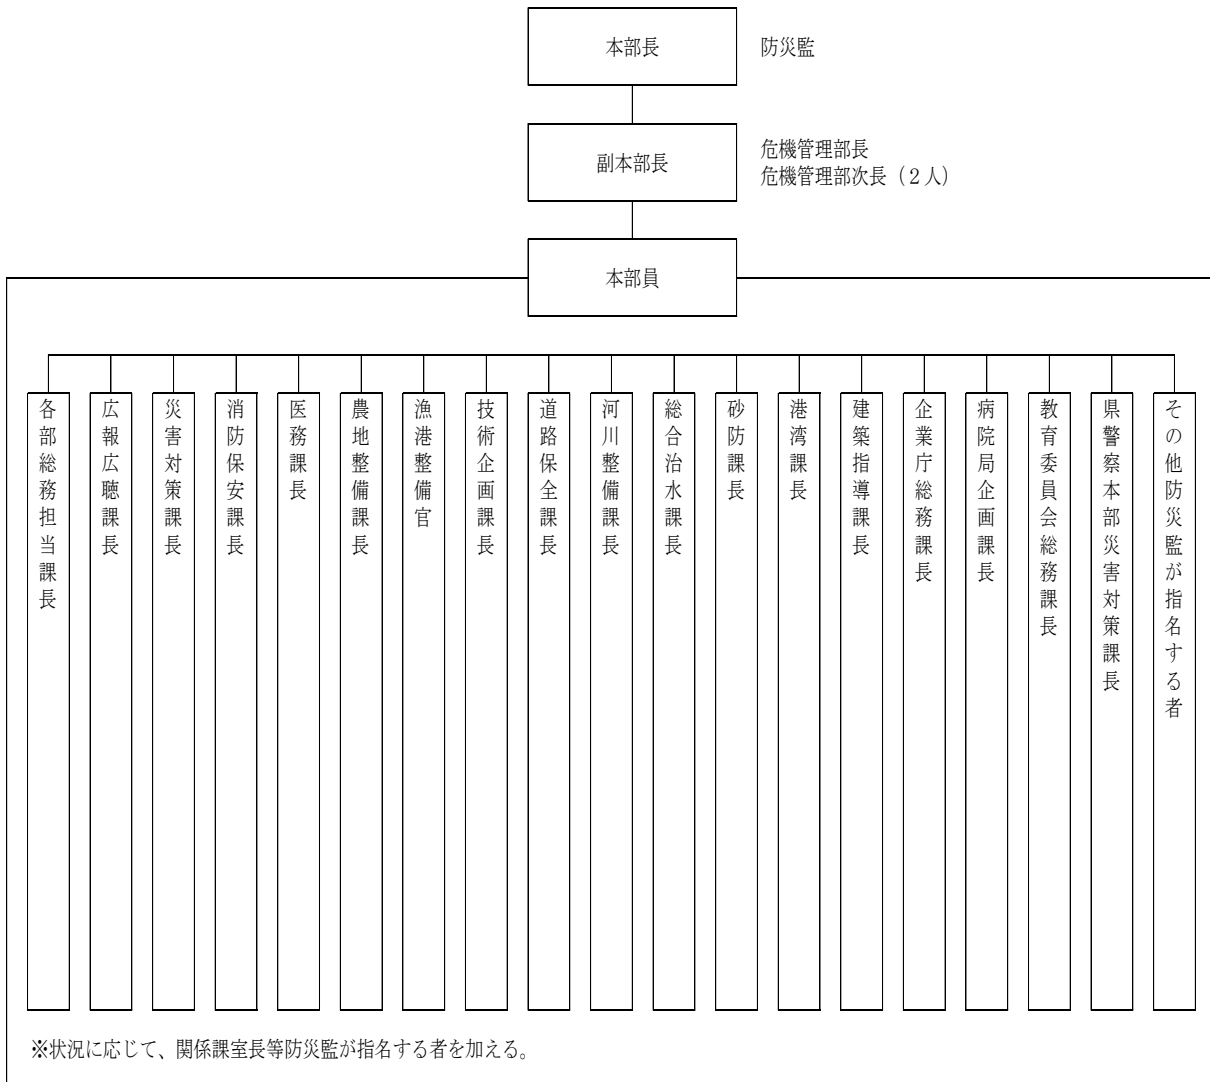 本部長
防災監
副本部長
危機管理部長
危機管理部次長（２人）
本部員
各部総務担当課長
広報広聴課長
災害対策課長
消防保安課長
医務課長
農地整備課長
漁港整備官
技術企画課長
道路保全課長
河川整備課長
総合治水課長
砂防課長
港湾課長
建築指導課長
企業庁総務課長
病院局企画課長
教育委員会総務課長
県警察本部災害対策課長
その他防災監が指名する者
※状況に応じて、関係課室長等防災監が指名する者を加える。